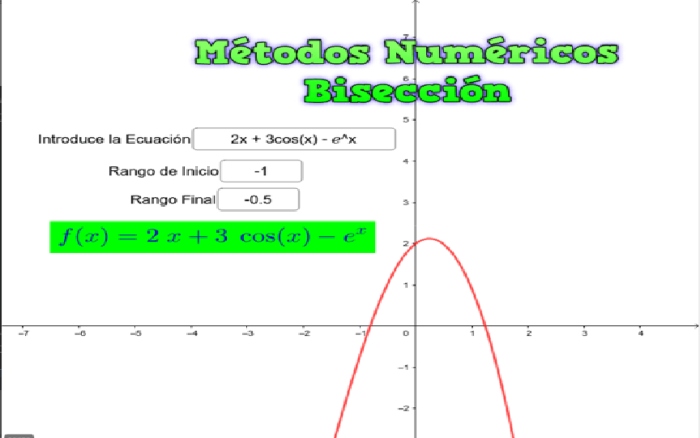 Métodos Numéricos
Bisección
Introduce la Ecuación 2x + 3cos(x) - e^x
Rango de Inicio -1
Rango Final -0.5
f(x) = 2 x + 3 cos(x) − e^x
7
6
5
4
3
2
1
-7 -6 -5 -4 -3 -2 -1 0 1 2 3 4
-1
-2